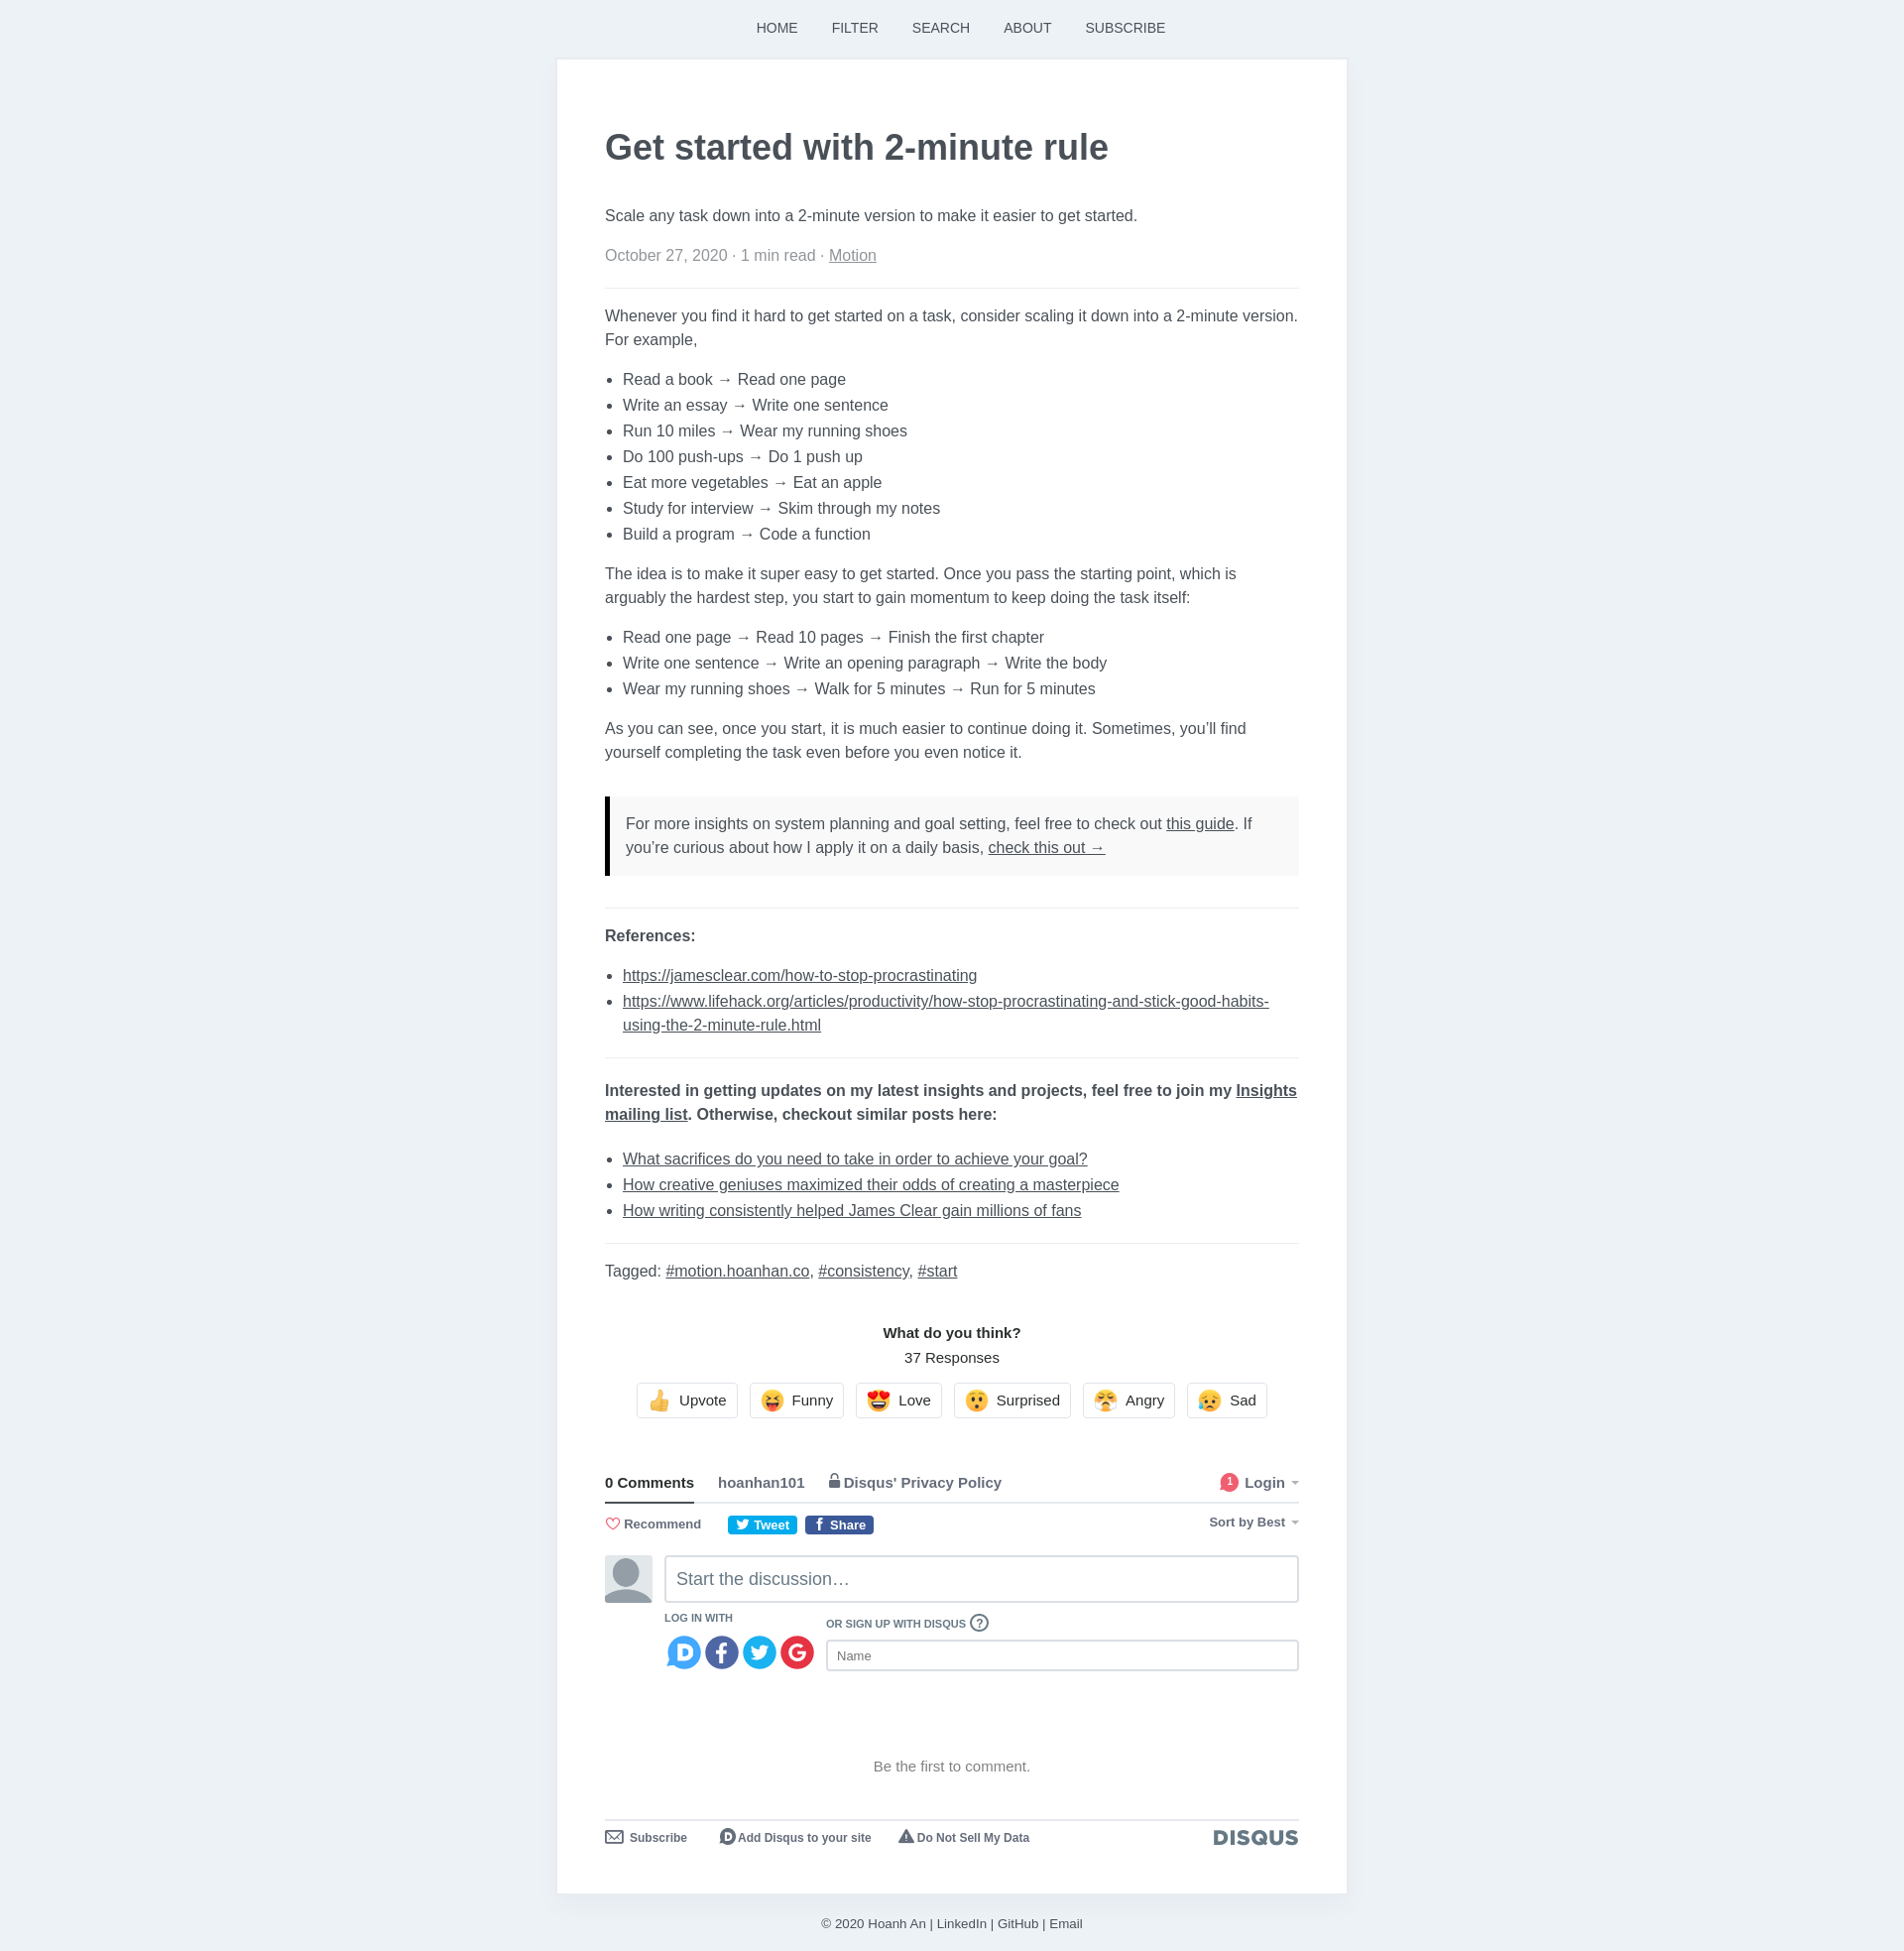 HOME FILTER SEARCH ABOUT SUBSCRIBE
Get started with 2-minute rule
Scale any task down into a 2-minute version to make it easier to get started.
October 27, 2020 · 1 min read · Motion
Whenever you find it hard to get started on a task, consider scaling it down into a 2-minute version.
For example,
• Read a book → Read one page
• Write an essay → Write one sentence
• Run 10 miles → Wear my running shoes
• Do 100 push-ups → Do 1 push up
• Eat more vegetables → Eat an apple
• Study for interview → Skim through my notes
• Build a program → Code a function
The idea is to make it super easy to get started. Once you pass the starting point, which is
arguably the hardest step, you start to gain momentum to keep doing the task itself:
• Read one page → Read 10 pages → Finish the first chapter
• Write one sentence → Write an opening paragraph → Write the body
• Wear my running shoes → Walk for 5 minutes → Run for 5 minutes
As you can see, once you start, it is much easier to continue doing it. Sometimes, you’ll find
yourself completing the task even before you even notice it.
For more insights on system planning and goal setting, feel free to check out this guide. If
you’re curious about how I apply it on a daily basis, check this out →
References:
• https://jamesclear.com/how-to-stop-procrastinating
• https://www.lifehack.org/articles/productivity/how-stop-procrastinating-and-stick-good-habits-
using-the-2-minute-rule.html
Interested in getting updates on my latest insights and projects, feel free to join my Insights
mailing list. Otherwise, checkout similar posts here:
• What sacrifices do you need to take in order to achieve your goal?
• How creative geniuses maximized their odds of creating a masterpiece
• How writing consistently helped James Clear gain millions of fans
Tagged: #motion.hoanhan.co, #consistency, #start
What do you think?
37 Responses
Upvote Funny Love Surprised Angry Sad
0 Comments hoanhan101 Disqus' Privacy Policy 1 Login
Recommend Tweet Share Sort by Best
Start the discussion…
LOG IN WITH
OR SIGN UP WITH DISQUS ?
Name
Be the first to comment.
Subscribe Add Disqus to your site Do Not Sell My Data DISQUS
© 2020 Hoanh An | LinkedIn | GitHub | Email